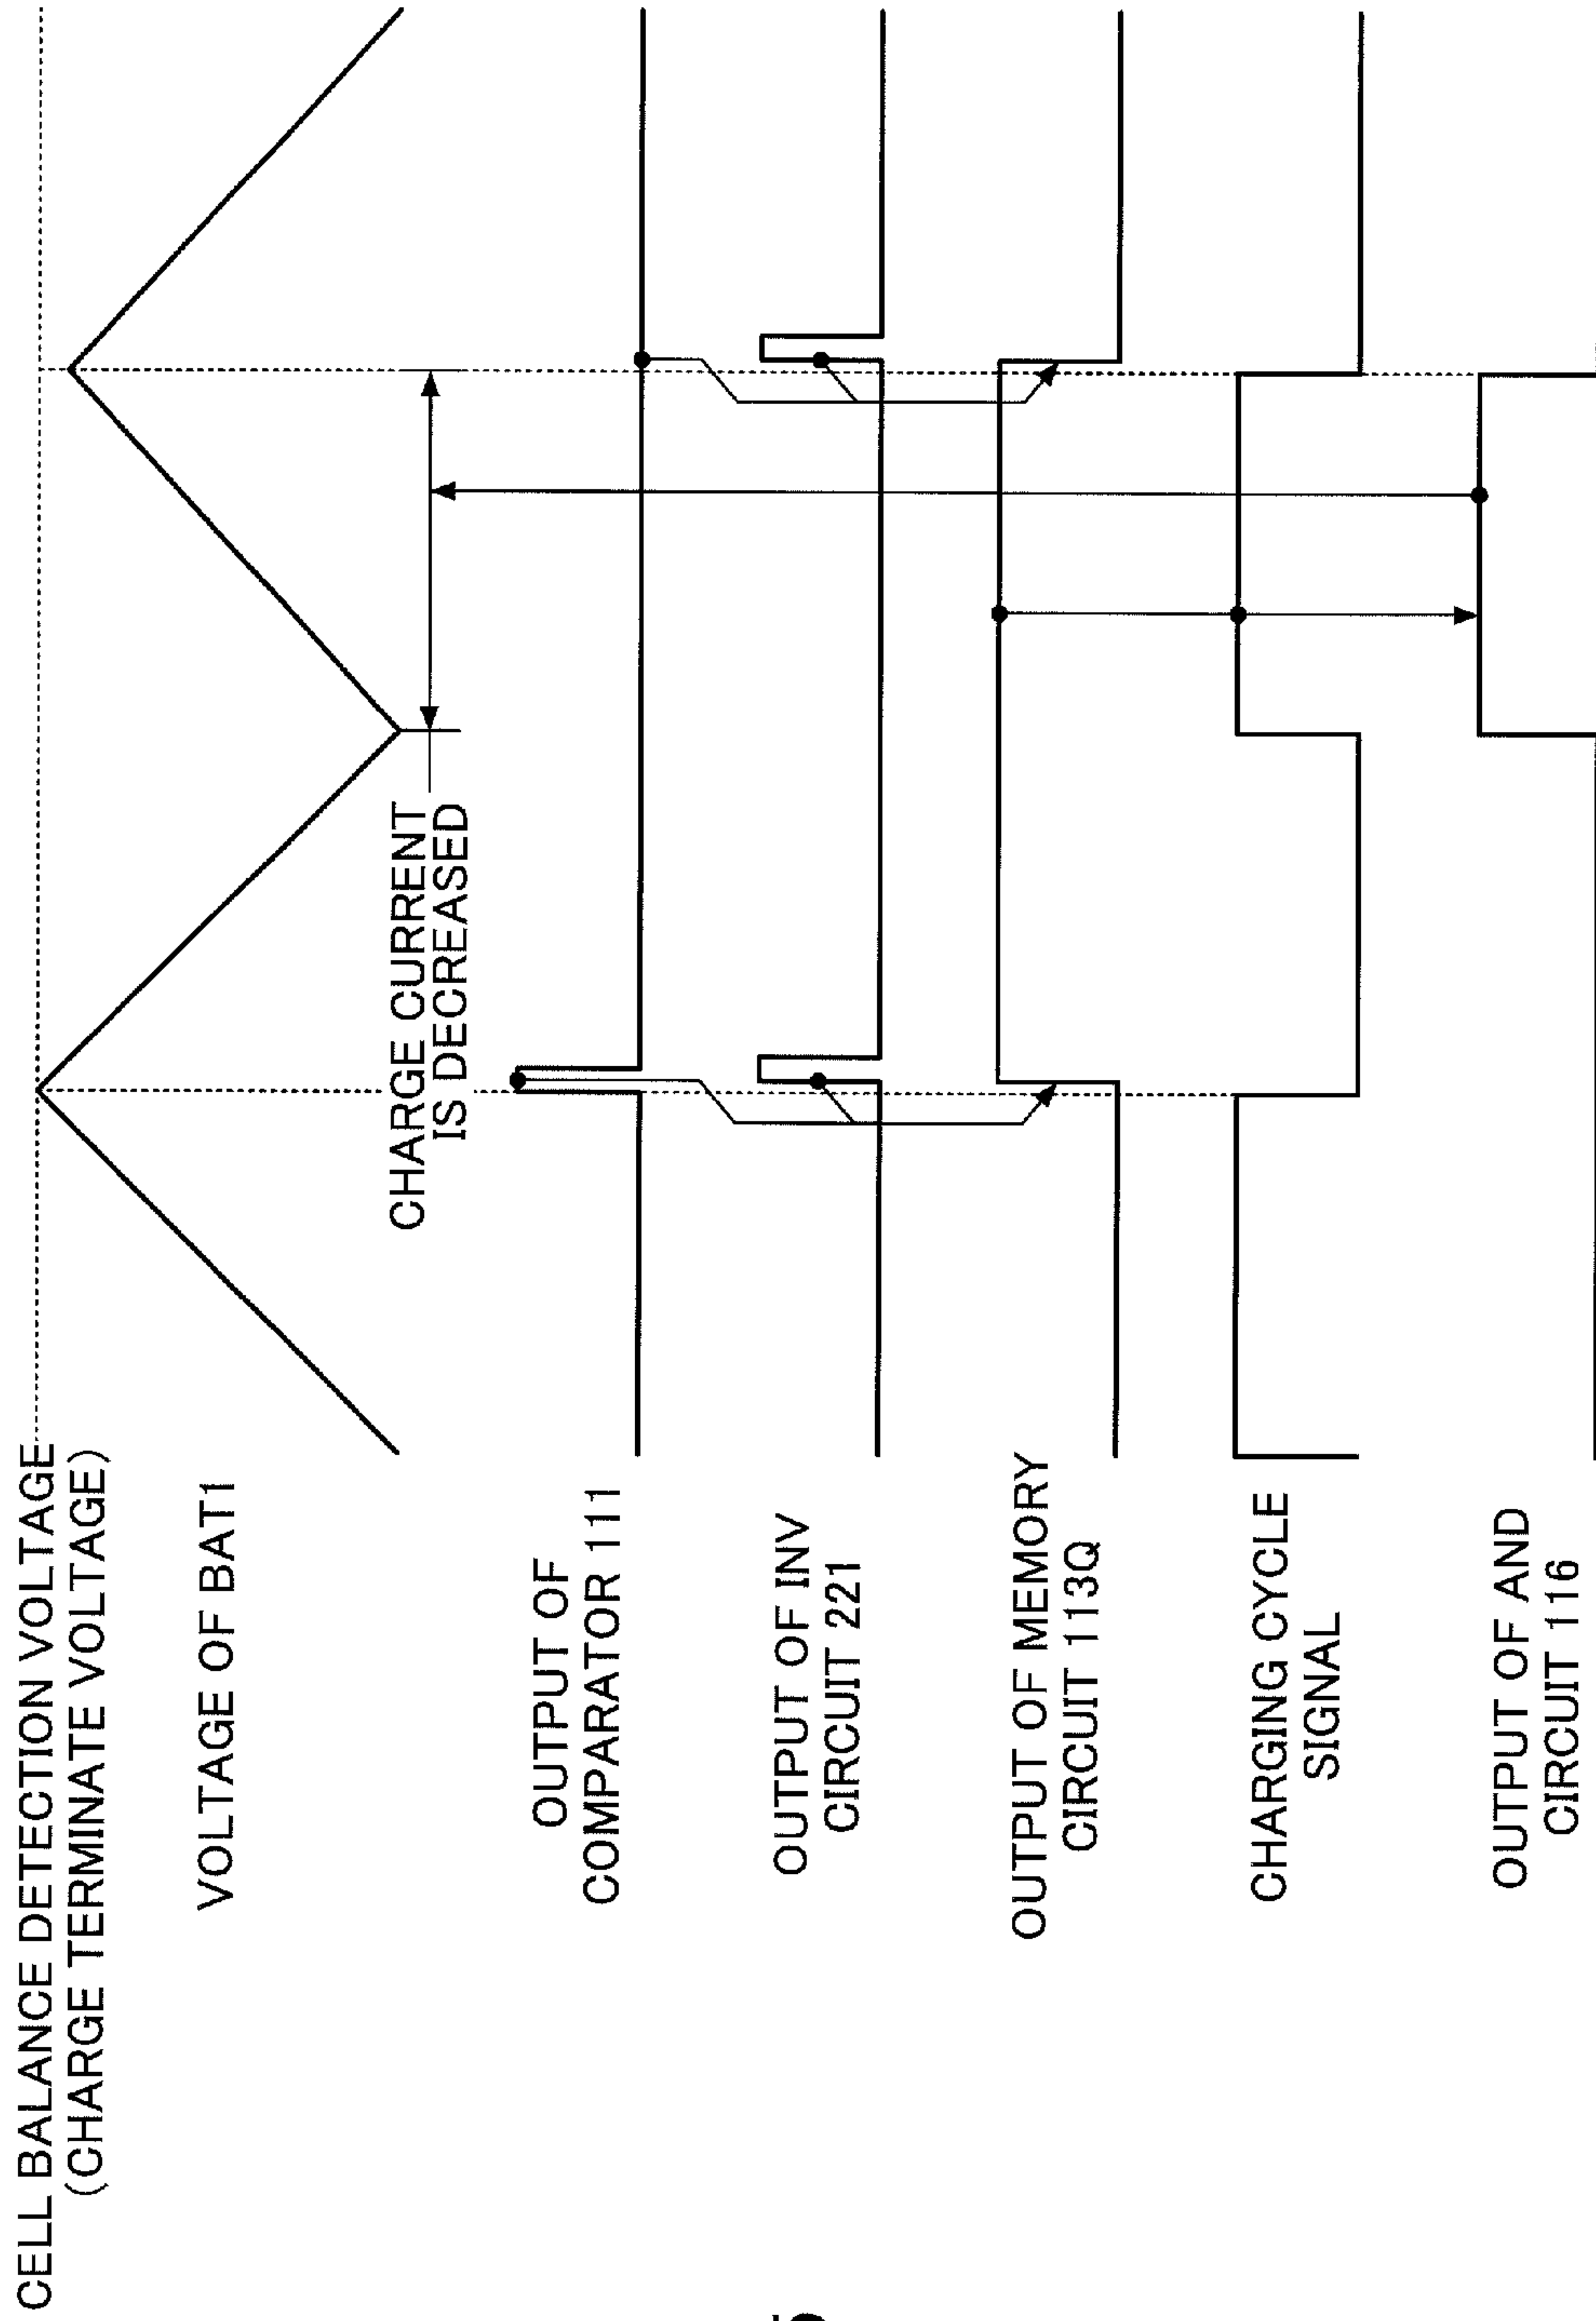 CELL BALANCE DETECTION VOLTAGE
(CHARGE TERMINATE VOLTAGE)
VOLTAGE OF BAT1
CHARGE CURRENT
IS DECREASED
OUTPUT OF
COMPARATOR 111
OUTPUT OF INV
CIRCUIT 221
OUTPUT OF MEMORY
CIRCUIT 113Q
CHARGING CYCLE
SIGNAL
OUTPUT OF AND
CIRCUIT 116